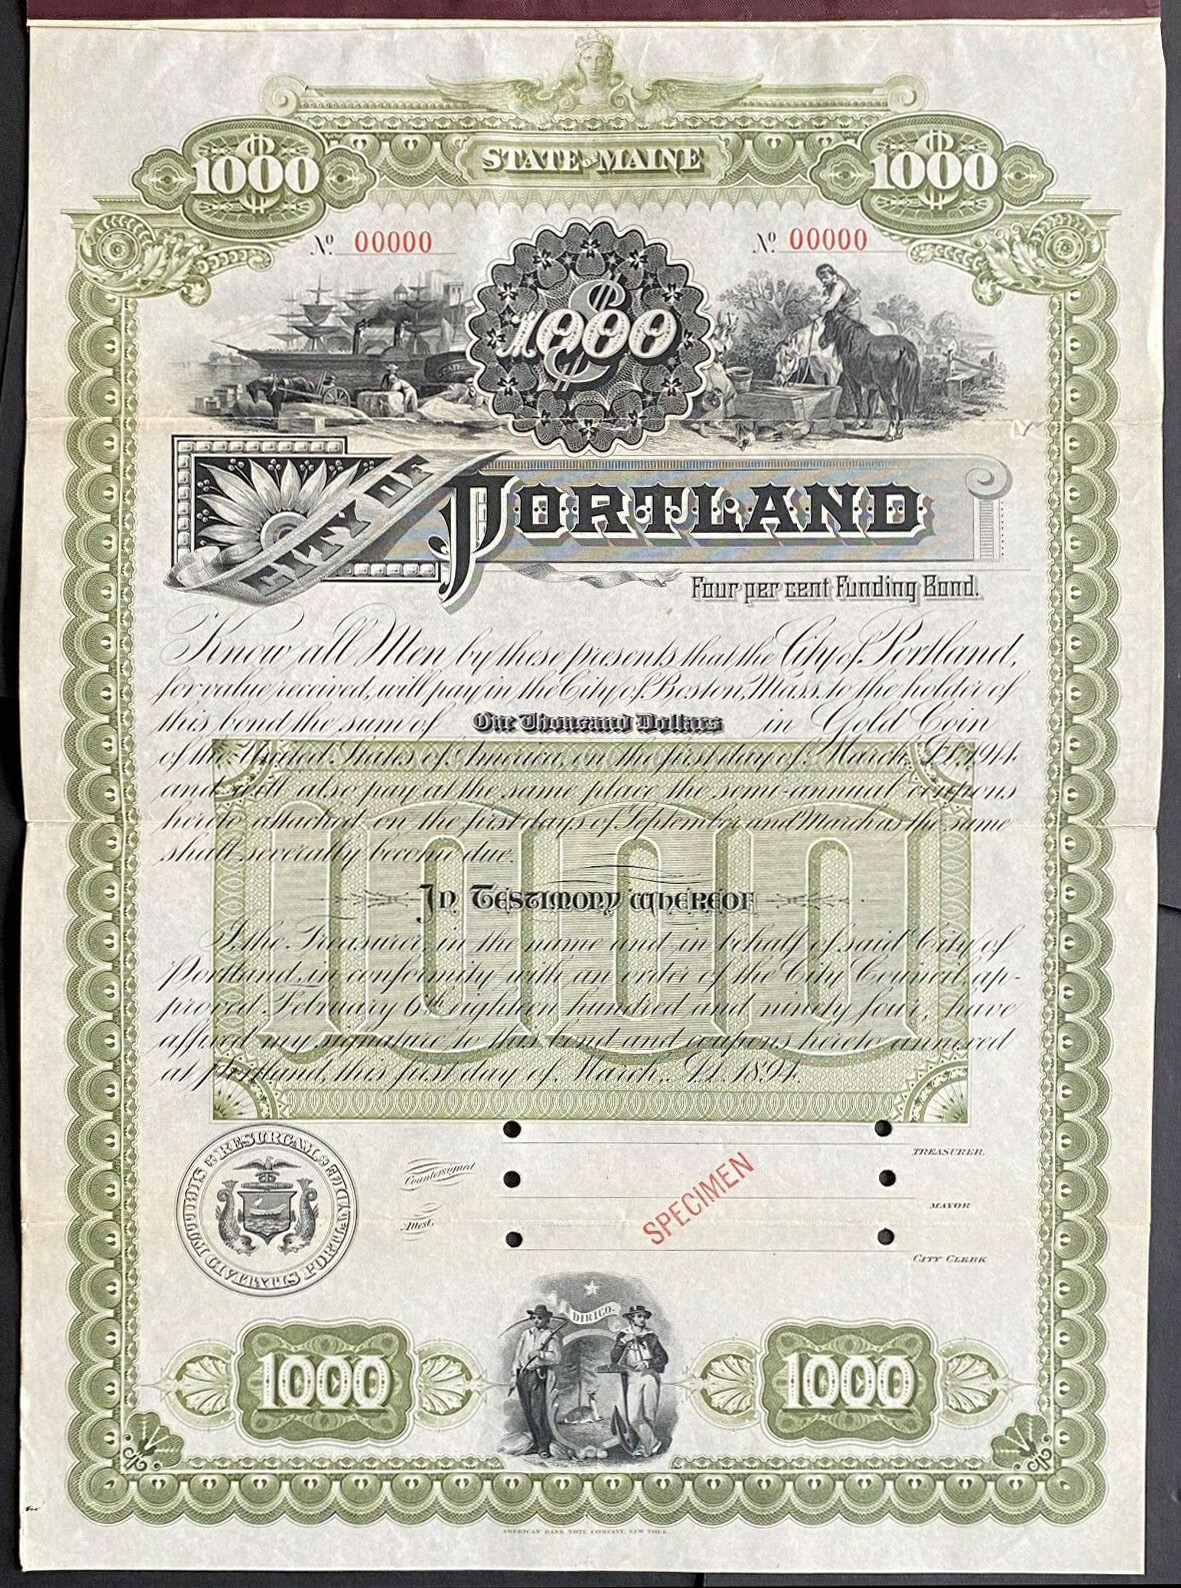 STATE OF MAINE
$1000
$1000
No. 00000
No. 00000
$1000
CITY OF
PORTLAND
Four per cent Funding Bond.
Know all Men by these presents that the City of Portland,
for value received, will pay in the City of Boston, Mass. to the holder of
this bond the sum of One Thousand Dollars in Gold Coin
of the United States of America, on the first day of March, A.D. 1914.
and will also pay at the same place the semi-annual coupons
hereto attached on the first days of September and March as the same
shall severally become due.
In Testimony whereof
I, the Treasurer, in the name and in behalf of said City of
Portland, in conformity with an order of the City Council ap-
proved February 6th eighteen hundred and ninety four, have
affixed my signature to this bond and coupons hereto annexed
at Portland, this first day of March, A.D. 1894.
1000
TREASURER.
Countersigned
MAYOR
Attest,
CITY CLERK
SPECIMEN
RESURGAM
SIGILLUM CIVITATIS PORTLANDIÆ
DIRIGO.
1000
1000
AMERICAN BANK NOTE COMPANY, NEW YORK.